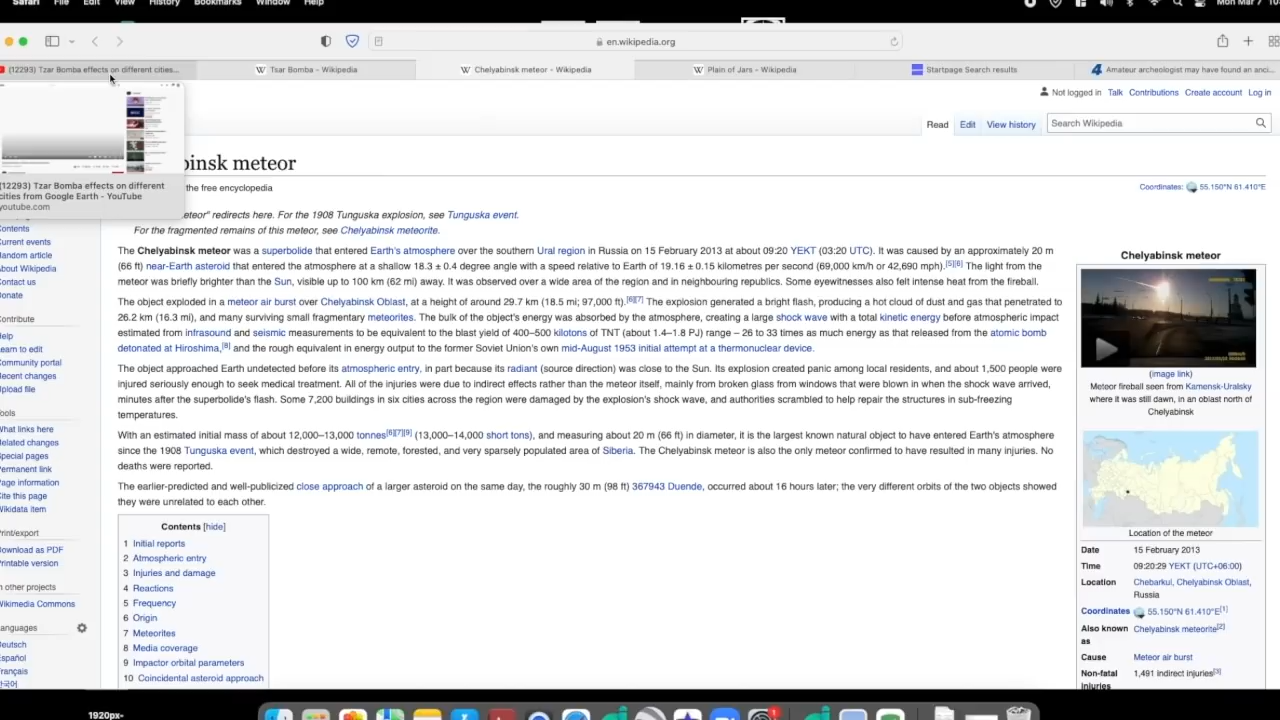 Safari File Edit View History Bookmarks Window Help
Mon Mar 7
en.wikipedia.org
(12293) Tzar Bomba effects on different cities...
Tsar Bomba - Wikipedia
Chelyabinsk meteor - Wikipedia
Plain of Jars - Wikipedia
Startpage Search results
Amateur archeologist may have found an anci...
Not logged in Talk Contributions Create account Log in
Read Edit View history
Search Wikipedia
(12293) Tzar Bomba effects on different
cities from Google Earth - YouTube
youtube.com
binsk meteor
the free encyclopedia
Coordinates: 55.150°N 61.410°E
eteor" redirects here. For the 1908 Tunguska explosion, see Tunguska event.
For the fragmented remains of this meteor, see Chelyabinsk meteorite.
The Chelyabinsk meteor was a superbolide that entered Earth's atmosphere over the southern Ural region in Russia on 15 February 2013 at about 09:20 YEKT (03:20 UTC). It was caused by an approximately 20 m
(66 ft) near-Earth asteroid that entered the atmosphere at a shallow 18.3 ± 0.4 degree angle with a speed relative to Earth of 19.16 ± 0.15 kilometres per second (69,000 km/h or 42,690 mph).[5][6] The light from the
meteor was briefly brighter than the Sun, visible up to 100 km (62 mi) away. It was observed over a wide area of the region and in neighbouring republics. Some eyewitnesses also felt intense heat from the fireball.
The object exploded in a meteor air burst over Chelyabinsk Oblast, at a height of around 29.7 km (18.5 mi; 97,000 ft).[6][7] The explosion generated a bright flash, producing a hot cloud of dust and gas that penetrated to
26.2 km (16.3 mi), and many surviving small fragmentary meteorites. The bulk of the object's energy was absorbed by the atmosphere, creating a large shock wave with a total kinetic energy before atmospheric impact
estimated from infrasound and seismic measurements to be equivalent to the blast yield of 400–500 kilotons of TNT (about 1.4–1.8 PJ) range – 26 to 33 times as much energy as that released from the atomic bomb
detonated at Hiroshima,[8] and the rough equivalent in energy output to the former Soviet Union's own mid-August 1953 initial attempt at a thermonuclear device.
The object approached Earth undetected before its atmospheric entry, in part because its radiant (source direction) was close to the Sun. Its explosion created panic among local residents, and about 1,500 people were
injured seriously enough to seek medical treatment. All of the injuries were due to indirect effects rather than the meteor itself, mainly from broken glass from windows that were blown in when the shock wave arrived,
minutes after the superbolide's flash. Some 7,200 buildings in six cities across the region were damaged by the explosion's shock wave, and authorities scrambled to help repair the structures in sub-freezing
temperatures.
With an estimated initial mass of about 12,000–13,000 tonnes[6][7][9] (13,000–14,000 short tons), and measuring about 20 m (66 ft) in diameter, it is the largest known natural object to have entered Earth's atmosphere
since the 1908 Tunguska event, which destroyed a wide, remote, forested, and very sparsely populated area of Siberia. The Chelyabinsk meteor is also the only meteor confirmed to have resulted in many injuries. No
deaths were reported.
The earlier-predicted and well-publicized close approach of a larger asteroid on the same day, the roughly 30 m (98 ft) 367943 Duende, occurred about 16 hours later; the very different orbits of the two objects showed
they were unrelated to each other.
Contents [hide]
1 Initial reports
2 Atmospheric entry
3 Injuries and damage
4 Reactions
5 Frequency
6 Origin
7 Meteorites
8 Media coverage
9 Impactor orbital parameters
10 Coincidental asteroid approach
Contents
Current events
Random article
About Wikipedia
Contact us
Donate
Contribute
Help
Learn to edit
Community portal
Recent changes
Upload file
Tools
What links here
Related changes
Special pages
Permanent link
Page information
Cite this page
Wikidata item
Print/export
Download as PDF
Printable version
In other projects
Wikimedia Commons
Languages
Deutsch
Español
Français
한국어
Chelyabinsk meteor
(image link)
Meteor fireball seen from Kamensk-Uralsky
where it was still dawn, in an oblast north of
Chelyabinsk
Location of the meteor
Date 15 February 2013
Time 09:20:29 YEKT (UTC+06:00)
Location Chebarkul, Chelyabinsk Oblast,
Russia
Coordinates 55.150°N 61.410°E[1]
Also known as Chelyabinsk meteorite[2]
Cause Meteor air burst
Non-fatal injuries 1,491 indirect injuries[3]
1920px-